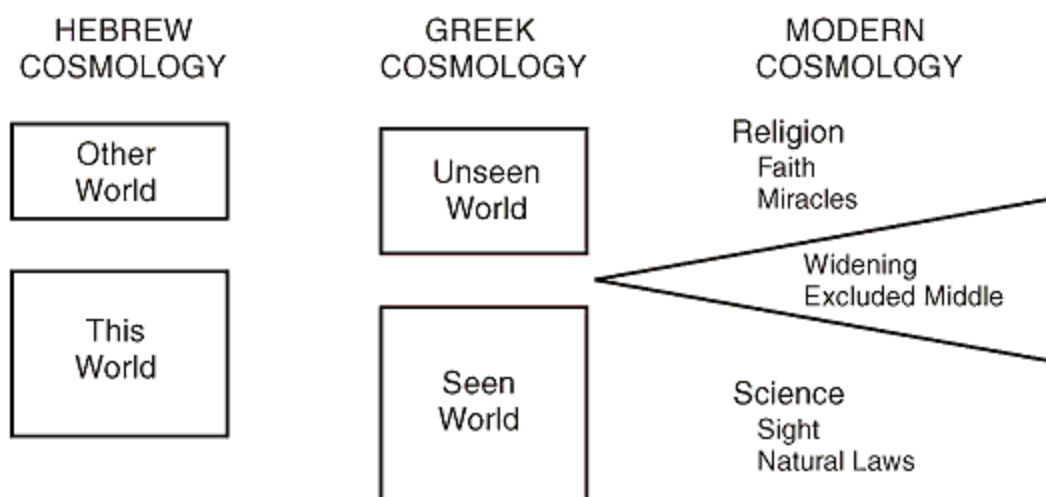 HEBREW
COSMOLOGY
Other
World
This
World
GREEK
COSMOLOGY
Unseen
World
Seen
World
MODERN
COSMOLOGY
Religion
Faith
Miracles
Widening
Excluded Middle
Science
Sight
Natural Laws